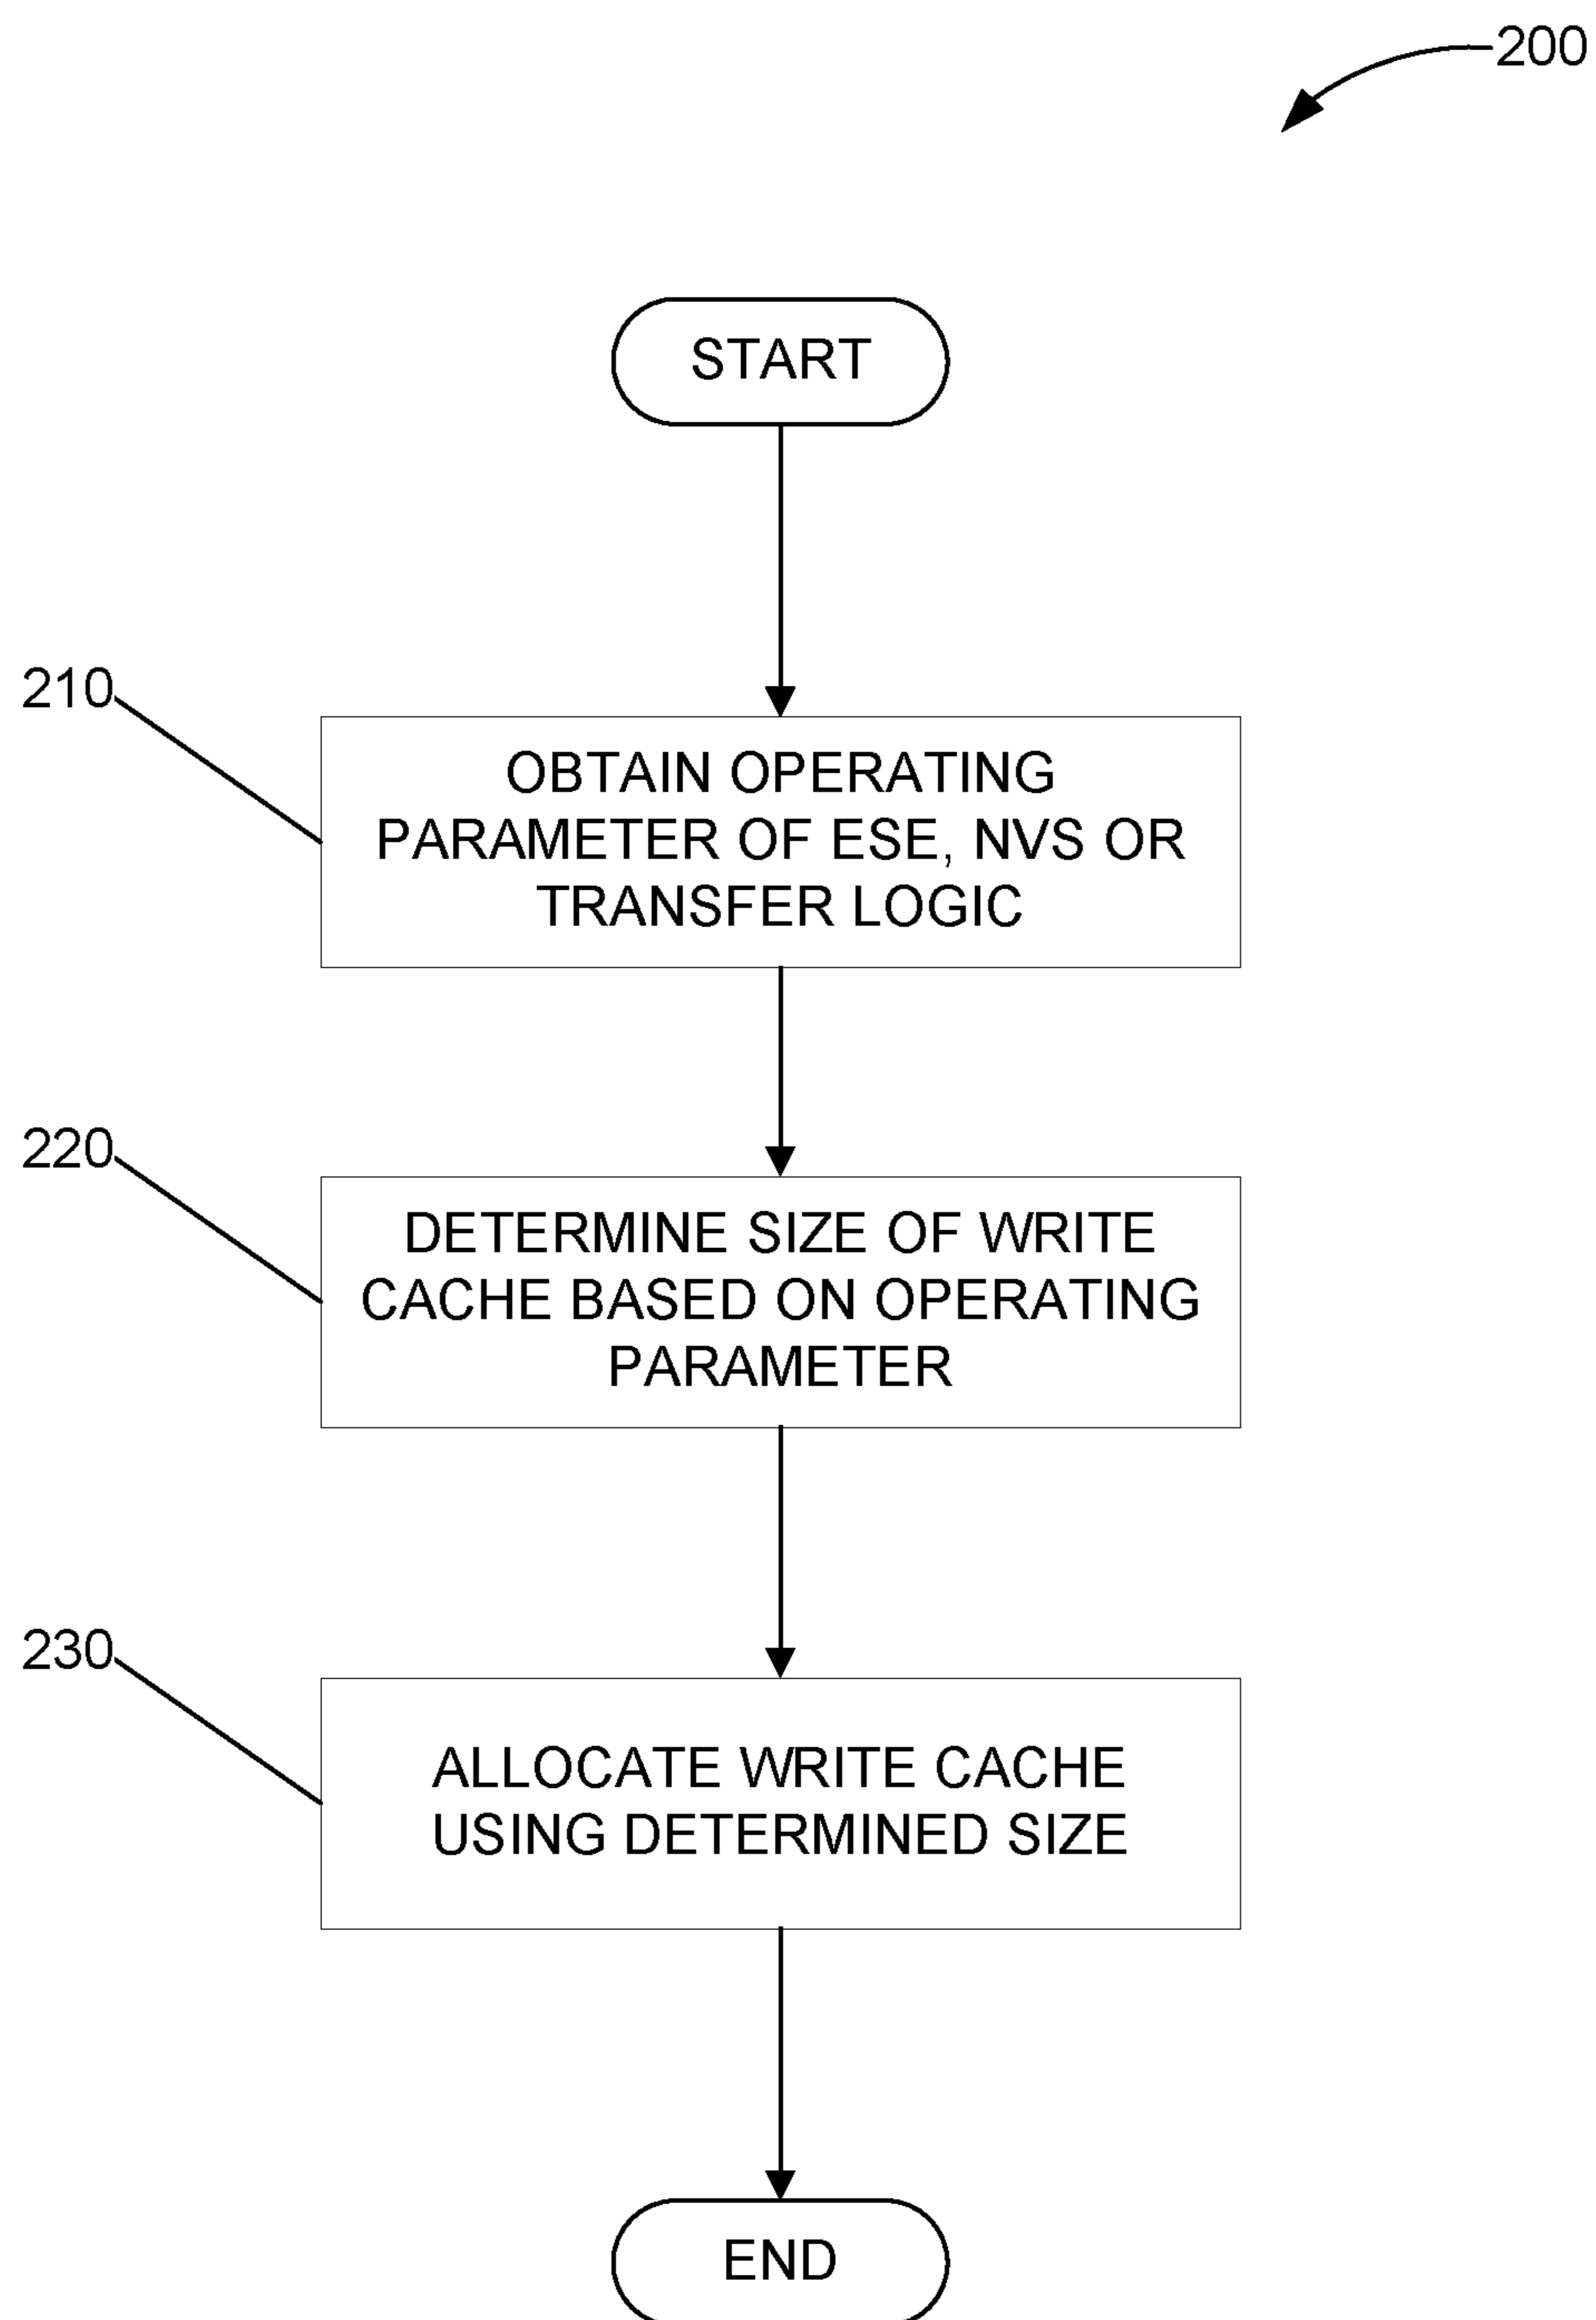 200
START
210
OBTAIN OPERATING
PARAMETER OF ESE, NVS OR
TRANSFER LOGIC
220
DETERMINE SIZE OF WRITE
CACHE BASED ON OPERATING
PARAMETER
230
ALLOCATE WRITE CACHE
USING DETERMINED SIZE
END